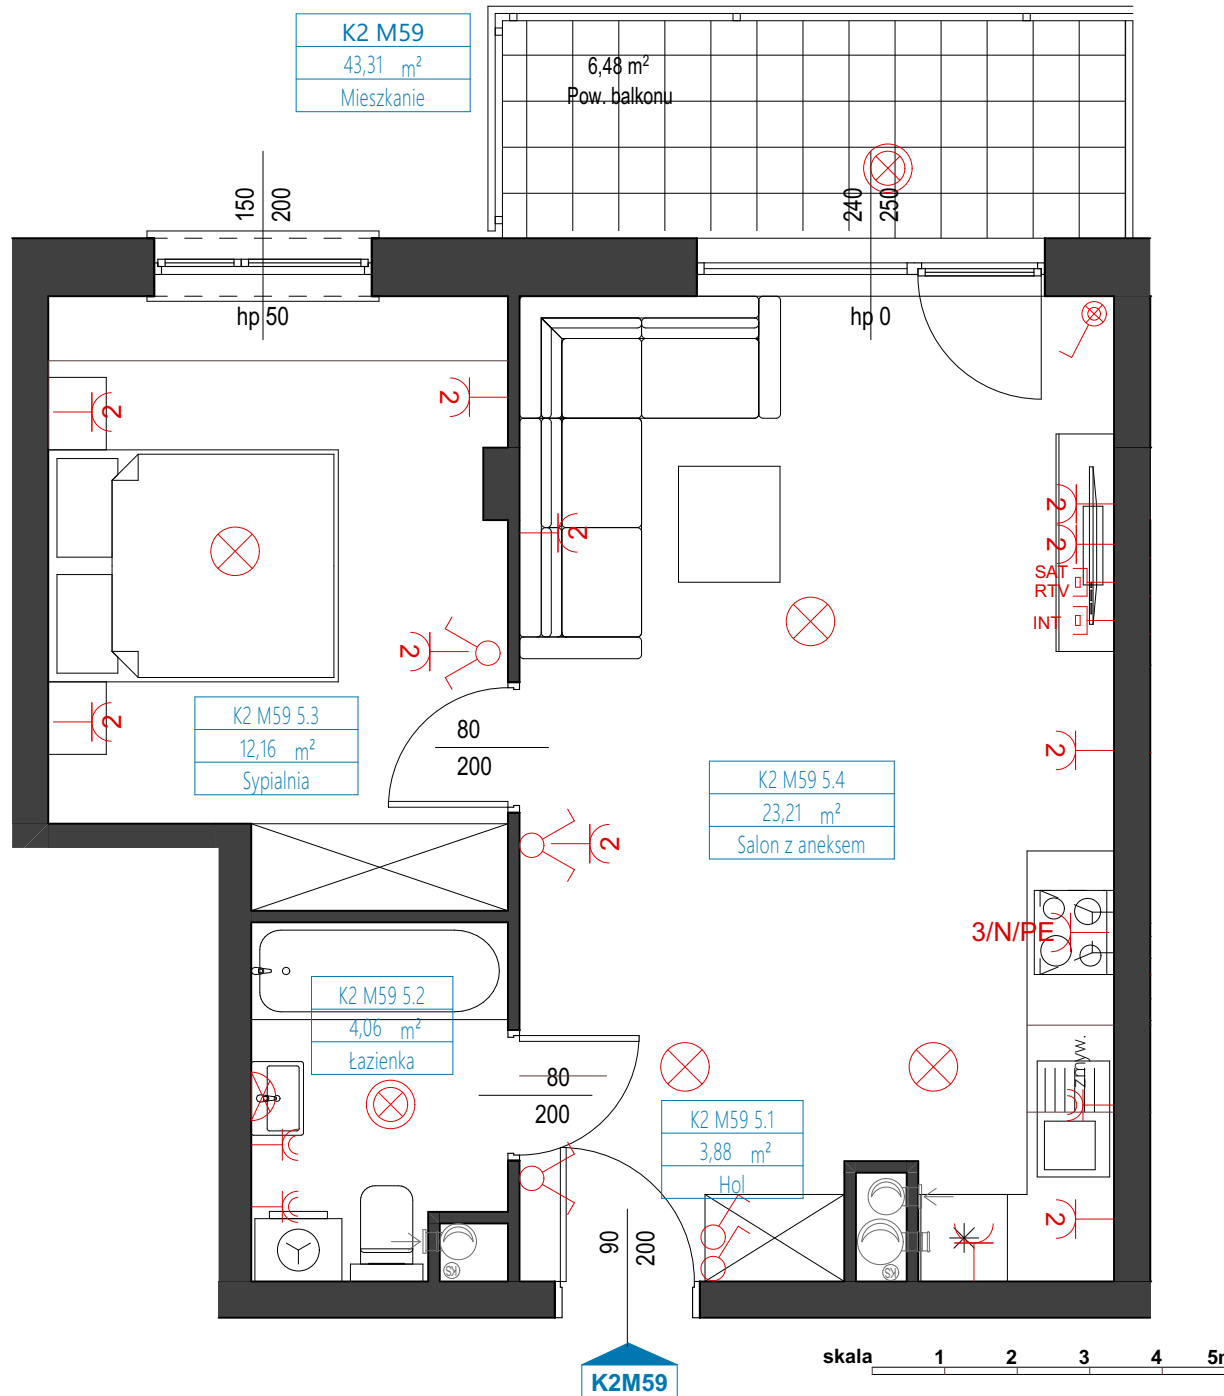 K2 M59
43,31 m²
Mieszkanie
6,48 m²
Pow. balkonu
150
200
240
250
hp 50
hp 0
2
2
2
2
2
SAT
RTV
INT
2
2
K2 M59 5.3
12,16 m²
Sypialnia
80
200
2
K2 M59 5.4
23,21 m²
Salon z aneksem
2
3/N/PE
K2 M59 5.2
4,06 m²
Łazienka
zmyw.
80
200
K2 M59 5.1
3,88 m²
Hol
2
90
200
KS
KS
skala 1 2 3 4 5m
K2M59